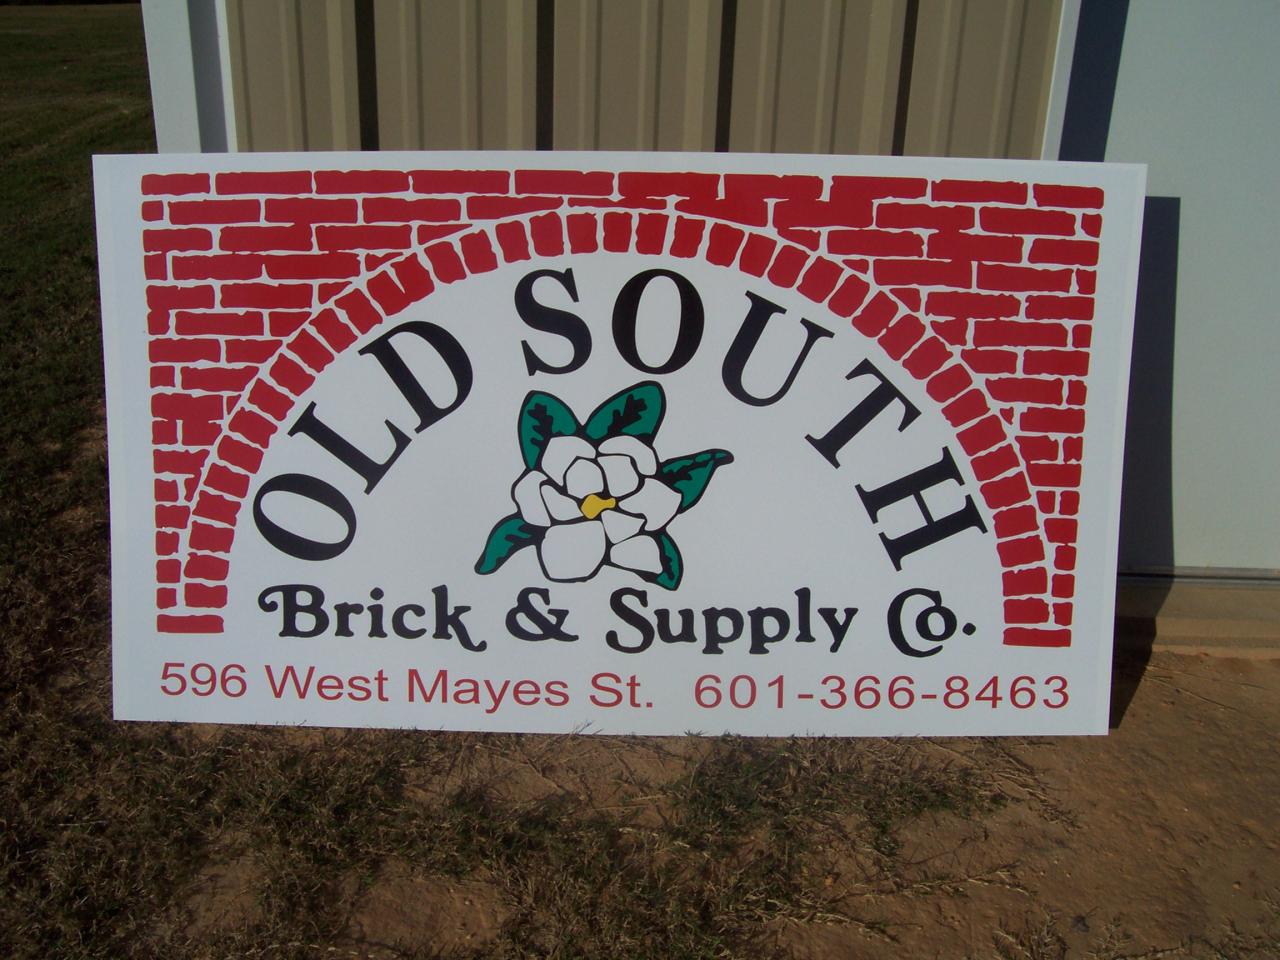 OLD SOUTH
Brick & Supply Co.
596 West Mayes St. 601-366-8463